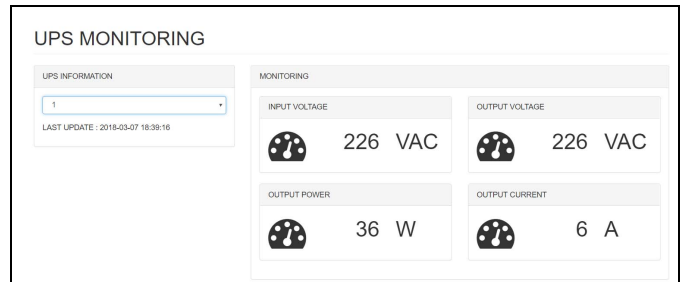 UPS MONITORING
UPS INFORMATION
1
LAST UPDATE : 2018-03-07 18:39:16
MONITORING
INPUT VOLTAGE
226 VAC
OUTPUT VOLTAGE
226 VAC
OUTPUT POWER
36 W
OUTPUT CURRENT
6 A